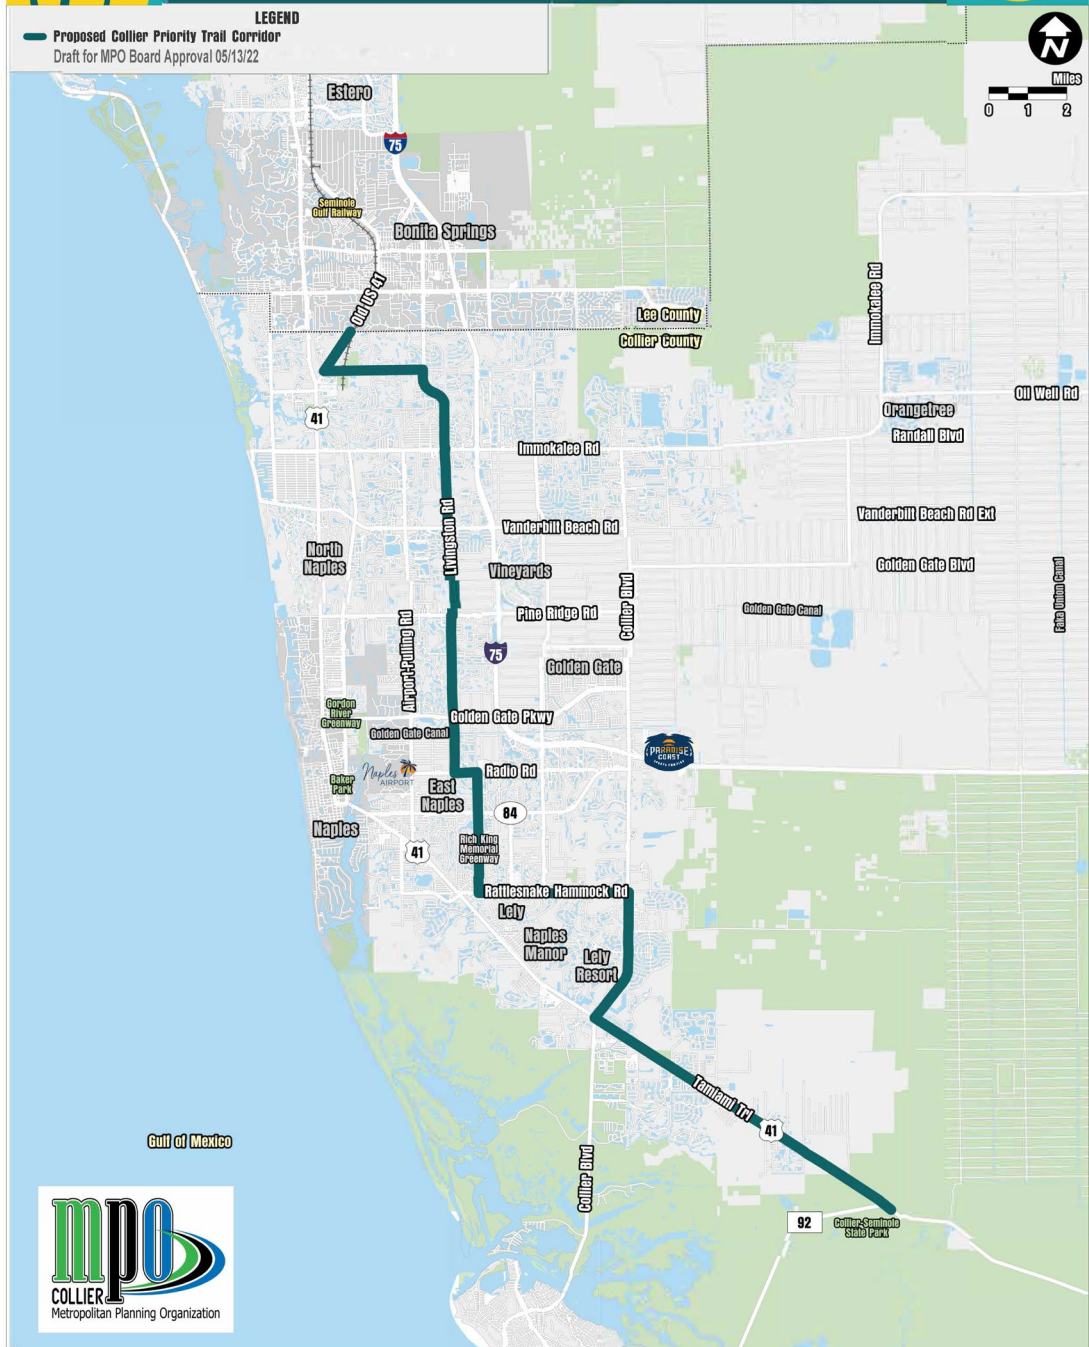 LEGEND
Proposed Collier Priority Trail Corridor
Draft for MPO Board Approval 05/13/22
N
Miles
0 1 2
Estero
75
Seminole
Gulf Railway
Bonita Springs
Old US 41
Immokalee Rd
Lee County
Collier County
Oil Well Rd
Orangetree
41
Randall Blvd
Immokalee Rd
Livingston Rd
Vanderbilt Beach Rd Ext
Vanderbilt Beach Rd
North
Naples
Vineyards
Golden Gate Blvd
Collier Blvd
Faka Union Canal
Pine Ridge Rd
Golden Gate Canal
Airport-Pulling Rd
75
Golden Gate
Gordon
River
Greenway
Golden Gate Pkwy
Golden Gate Canal
PARADISE
COAST
SPORTS COMPLEX
Naples
AIRPORT
Radio Rd
Baker
Park
East
Naples
84
Naples
41
Rich King
Memorial
Greenway
Rattlesnake Hammock Rd
Lely
Naples
Manor
Lely
Resort
Tamiami Trl
41
Gulf of Mexico
Collier Blvd
92
Collier-Seminole
State Park
mpo
COLLIER
Metropolitan Planning Organization